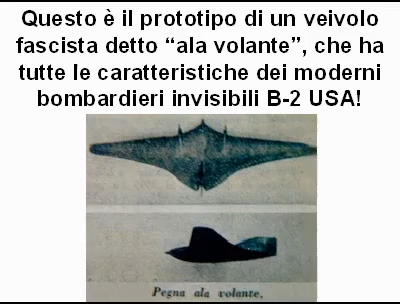 Questo è il prototipo di un veivolo
fascista detto “ala volante”, che ha
tutte le caratteristiche dei moderni
bombardieri invisibili B-2 USA!
Pegna ala volante.